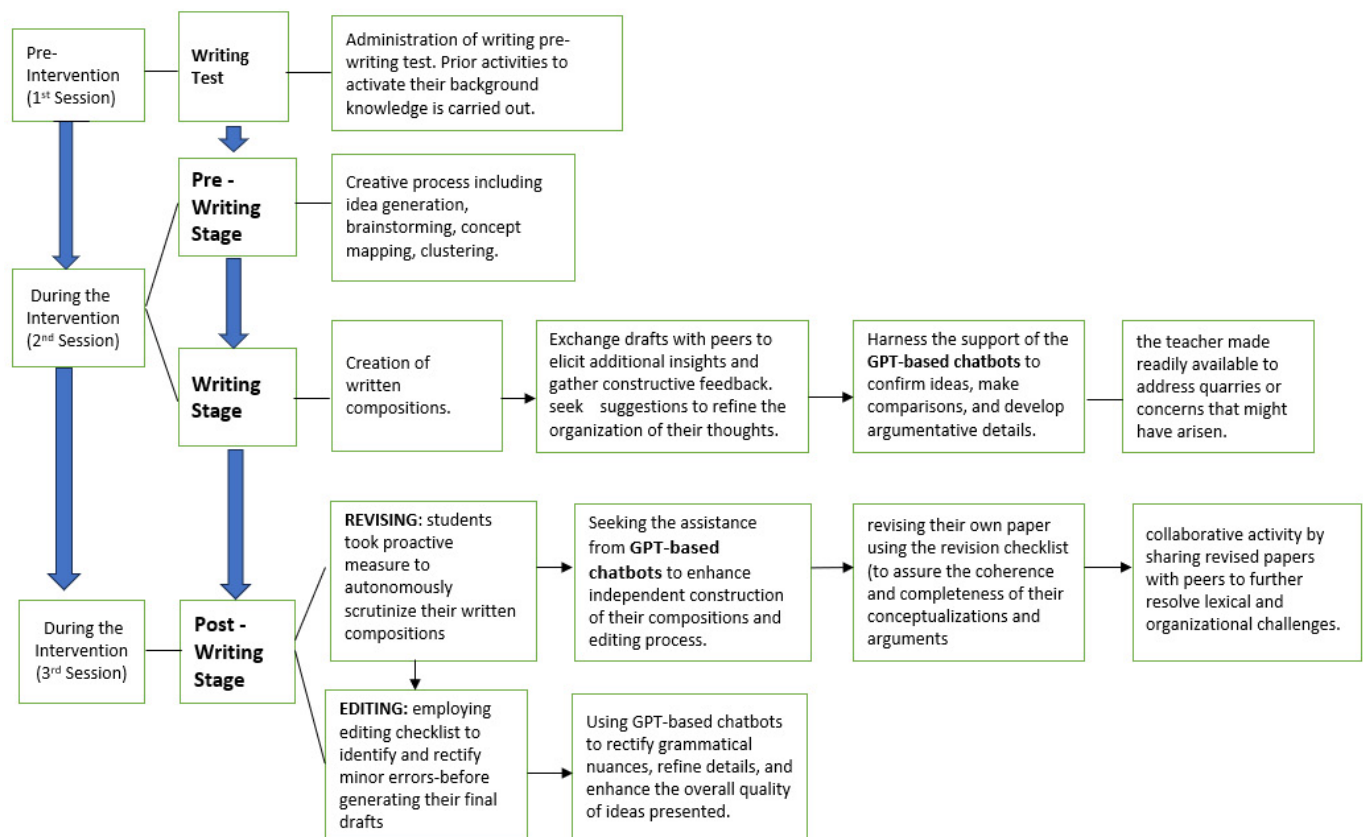 Pre-
Intervention
(1st Session)
Writing
Test
Administration of writing pre-
writing test. Prior activities to
activate their background
knowledge is carried out.
Pre -
Writing
Stage
Creative process including
idea generation,
brainstorming, concept
mapping, clustering.
During the
Intervention
(2nd Session)
Writing
Stage
Creation of
written
compositions.
Exchange drafts with peers to
elicit additional insights and
gather constructive feedback.
seek suggestions to refine the
organization of their thoughts.
Harness the support of the
GPT-based chatbots to
confirm ideas, make
comparisons, and develop
argumentative details.
the teacher made
readily available to
address quarries or
concerns that might
have arisen.
During the
Intervention
(3rd Session)
Post -
Writing
Stage
REVISING: students
took proactive
measure to
autonomously
scrutinize their written
compositions
Seeking the assistance
from GPT-based
chatbots to enhance
independent construction
of their compositions and
editing process.
revising their own paper
using the revision checklist
(to assure the coherence
and completeness of their
conceptualizations and
arguments
collaborative activity by
sharing revised papers
with peers to further
resolve lexical and
organizational challenges.
EDITING: employing
editing checklist to
identify and rectify
minor errors-before
generating their final
drafts
Using GPT-based chatbots
to rectify grammatical
nuances, refine details, and
enhance the overall quality
of ideas presented.